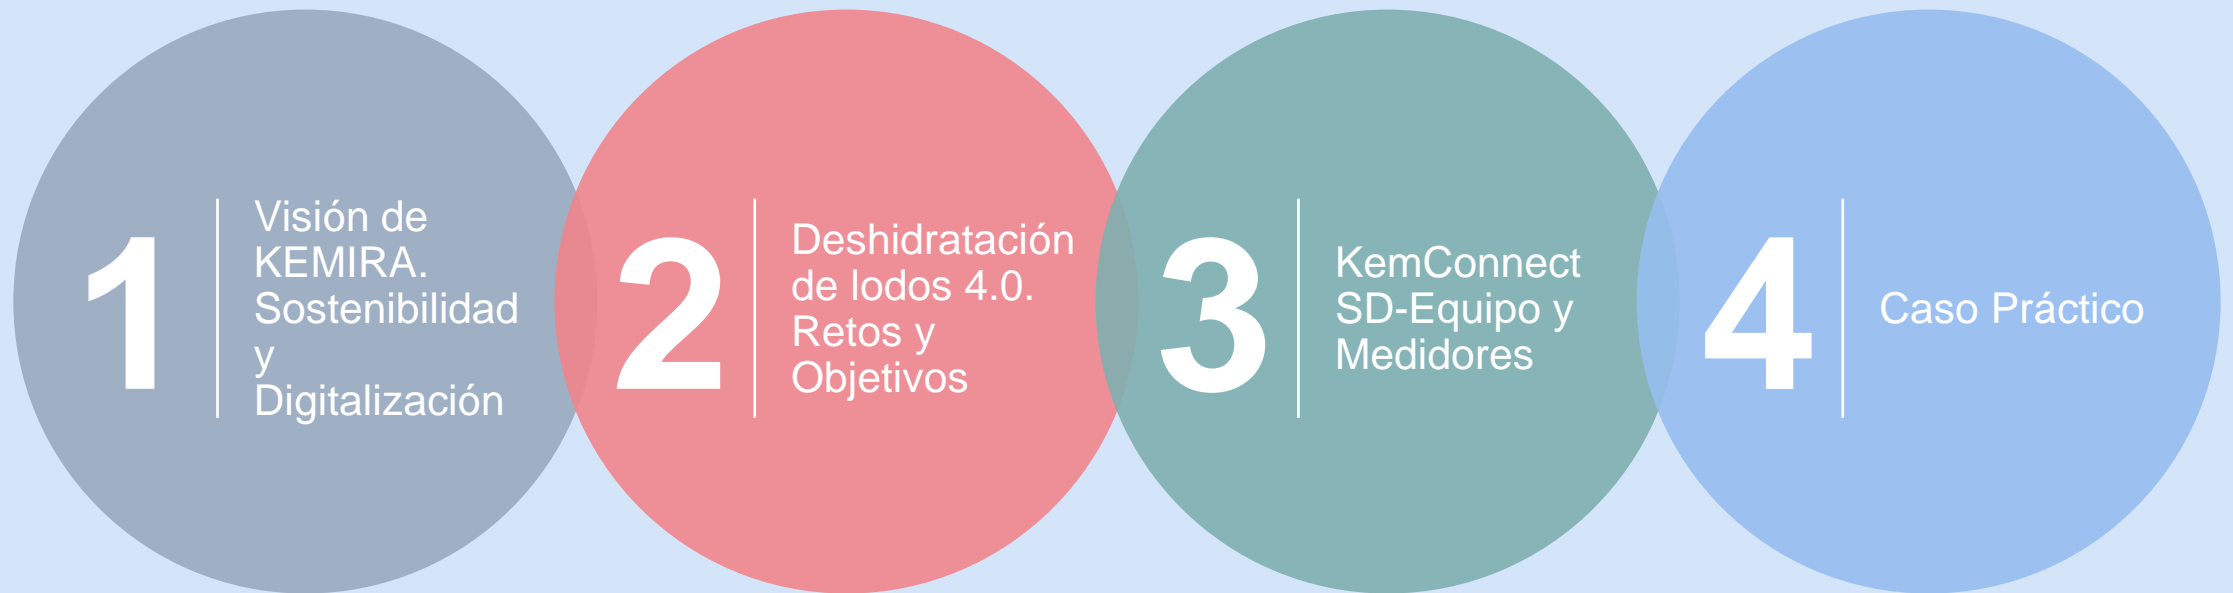 1
Visión de
KEMIRA.
Sostenibilidad
y
Digitalización
2
Deshidratación
de lodos 4.0.
Retos y
Objetivos
3
KemConnect
SD-Equipo y
Medidores
4
Caso Práctico